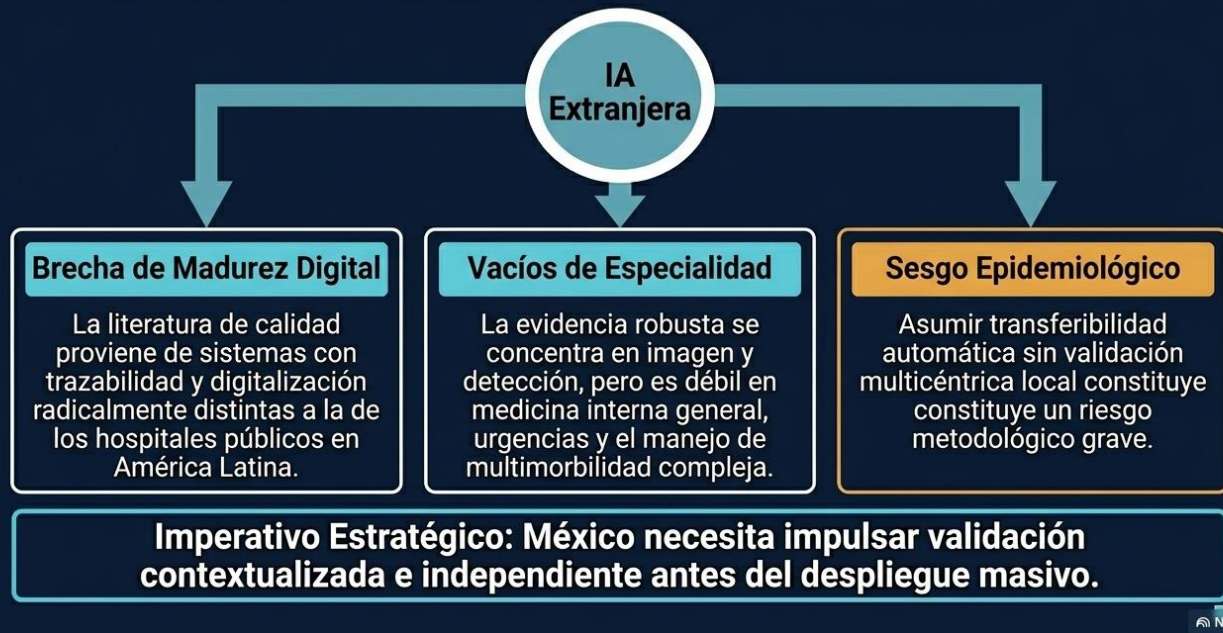 IA
Extranjera
Brecha de Madurez Digital
La literatura de calidad
proviene de sistemas con
trazabilidad y digitalización
radicalmente distintas a la de
los hospitales públicos en
América Latina.
Vacíos de Especialidad
La evidencia robusta se
concentra en imagen y
detección, pero es débil en
medicina interna general,
urgencias y el manejo de
multimorbilidad compleja.
Sesgo Epidemiológico
Asumir transferibilidad
automática sin validación
multicéntrica local constituye
constituye un riesgo
metodológico grave.
Imperativo Estratégico: México necesita impulsar validación
contextualizada e independiente antes del despliegue masivo.